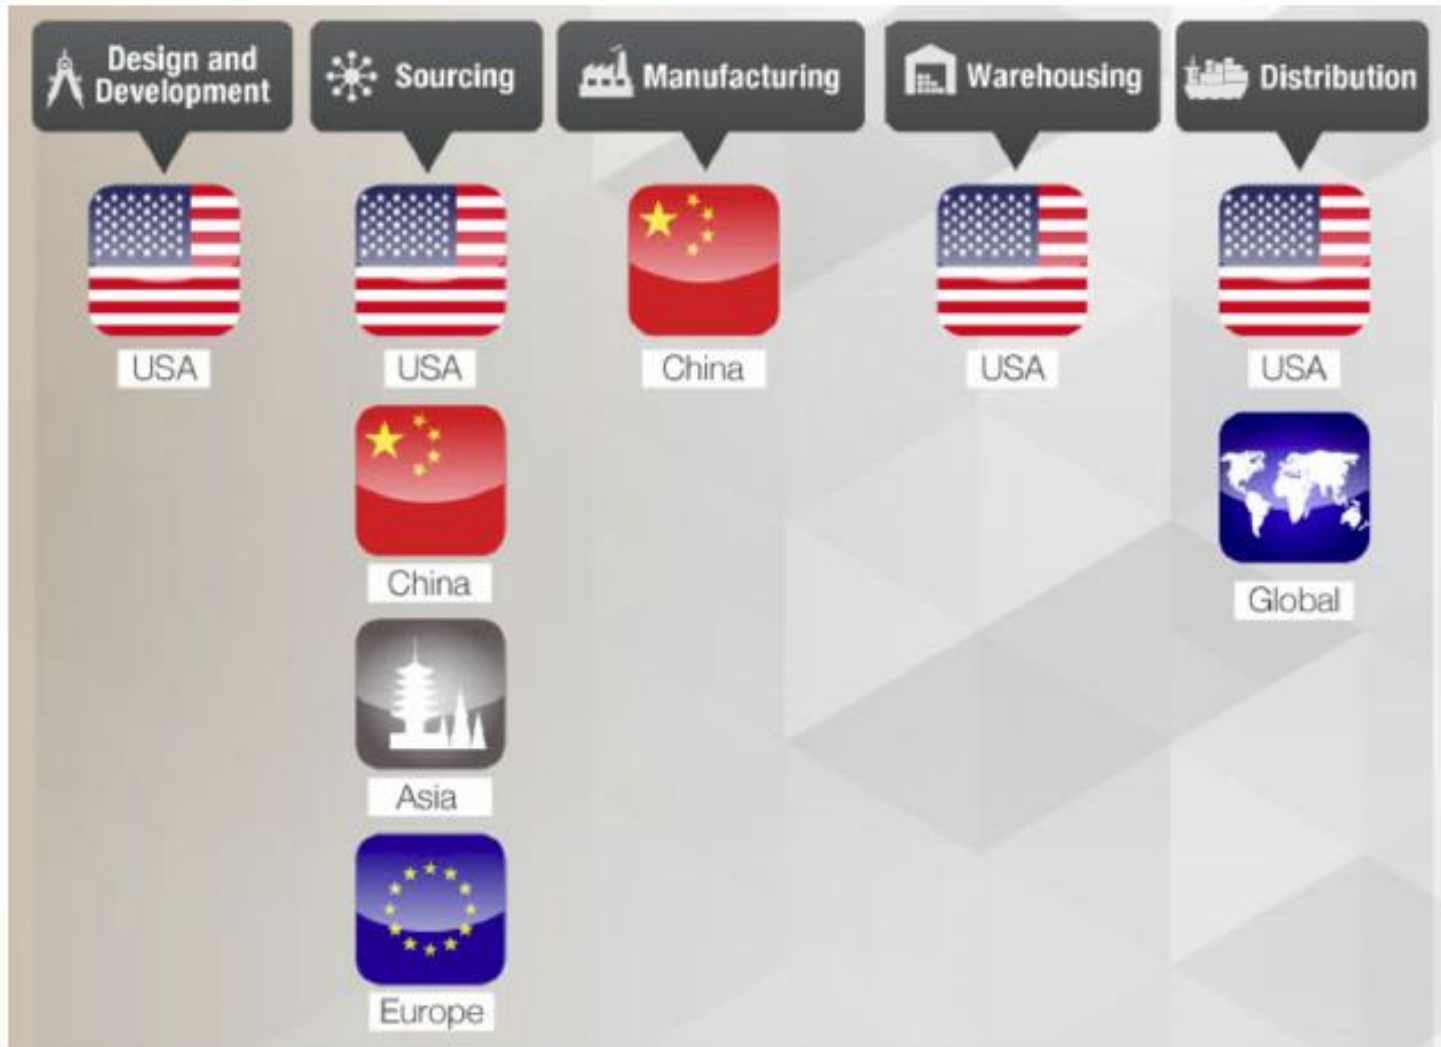 Design and
Development
Sourcing
Manufacturing
Warehousing
Distribution
USA
USA
China
USA
USA
China
Global
Asia
Europe